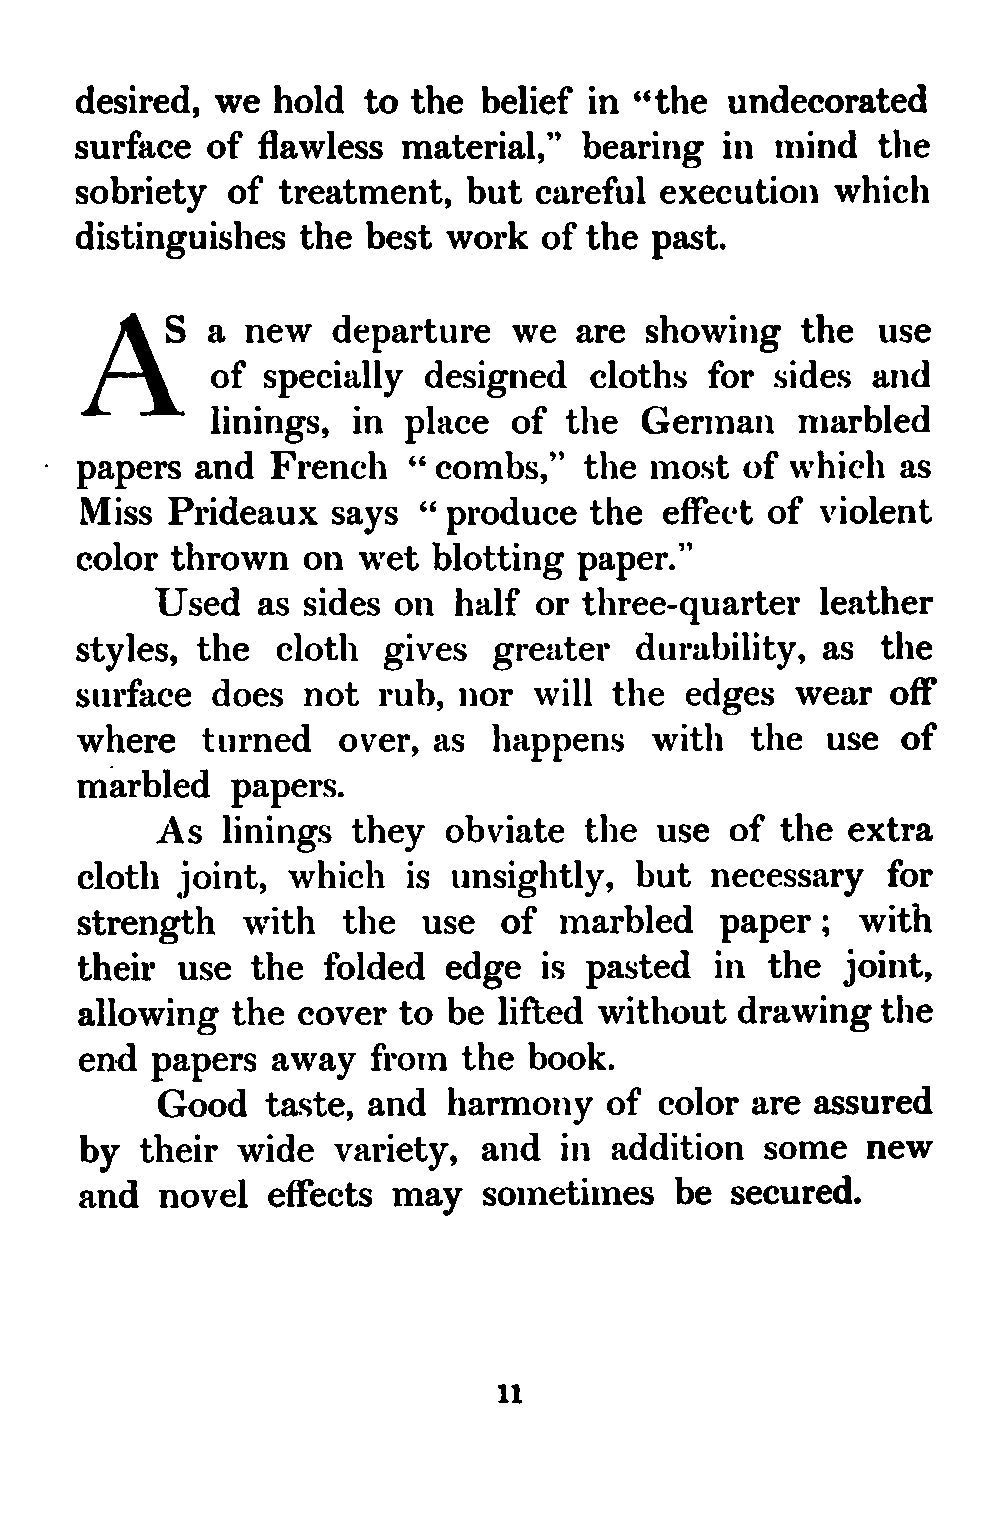 desired, we hold to the belief in “the undecorated
surface of flawless material,” bearing in mind the
sobriety of treatment, but careful execution which
distinguishes the best work of the past.
AS a new departure we are showing the use
of specially designed cloths for sides and
linings, in place of the German marbled
papers and French “ combs,” the most of which as
Miss Prideaux says “ produce the effect of violent
color thrown on wet blotting paper.”
Used as sides on half or three-quarter leather
styles, the cloth gives greater durability, as the
surface does not rub, nor will the edges wear off
where turned over, as happens with the use of
marbled papers.
As linings they obviate the use of the extra
cloth joint, which is unsightly, but necessary for
strength with the use of marbled paper ; with
their use the folded edge is pasted in the joint,
allowing the cover to be lifted without drawing the
end papers away from the book.
Good taste, and harmony of color are assured
by their wide variety, and in addition some new
and novel effects may sometimes be secured.
11